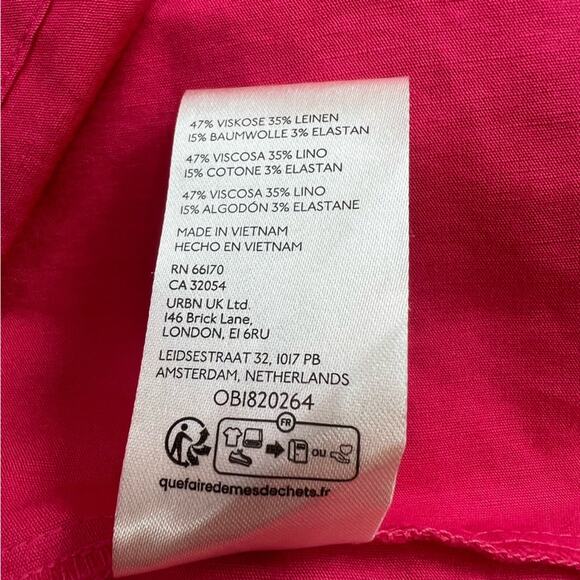 47% VISKOSE 35% LEINEN
15% BAUMWOLLE 3% ELASTAN
47% VISCOSA 35% LINO
15% COTONE 3% ELASTAN
47% VISCOSA 35% LINO
15% ALGODÓN 3% ELASTANE
MADE IN VIETNAM
HECHO EN VIETNAM
RN 66170
CA 32054
URBN UK Ltd.
146 Brick Lane,
LONDON, E1 6RU
LEIDSESTRAAT 32, 1017 PB
AMSTERDAM, NETHERLANDS
OB1820264
FR
OU
quefairedemesdechets.fr